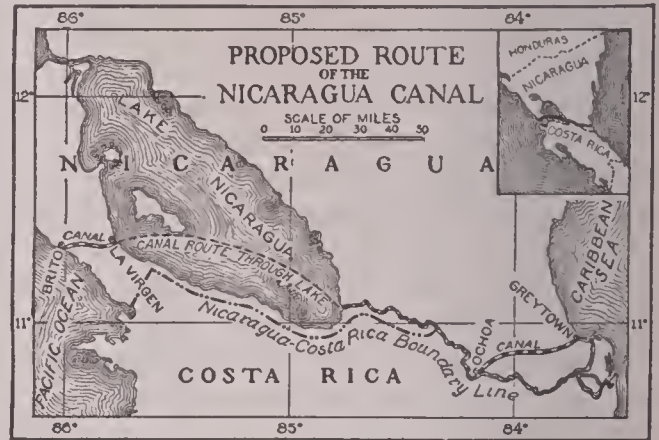 86°
85°
84°
PROPOSED ROUTE
OF THE
NICARAGUA CANAL
SCALE OF MILES
0 10 20 30 40 50
HONDURAS
NICARAGUA
COSTA RICA
12°
12°
LAKE NICARAGUA
NICARAGUA
CANAL
CANAL ROUTE THROUGH LAKE
BRITO
LA VIRGEN
PACIFIC OCEAN
CARIBBEAN SEA
GREYTOWN
OCHOA
CANAL
11°
11°
Nicaragua-Costa Rica Boundary Line
COSTA RICA
86°
85°
84°